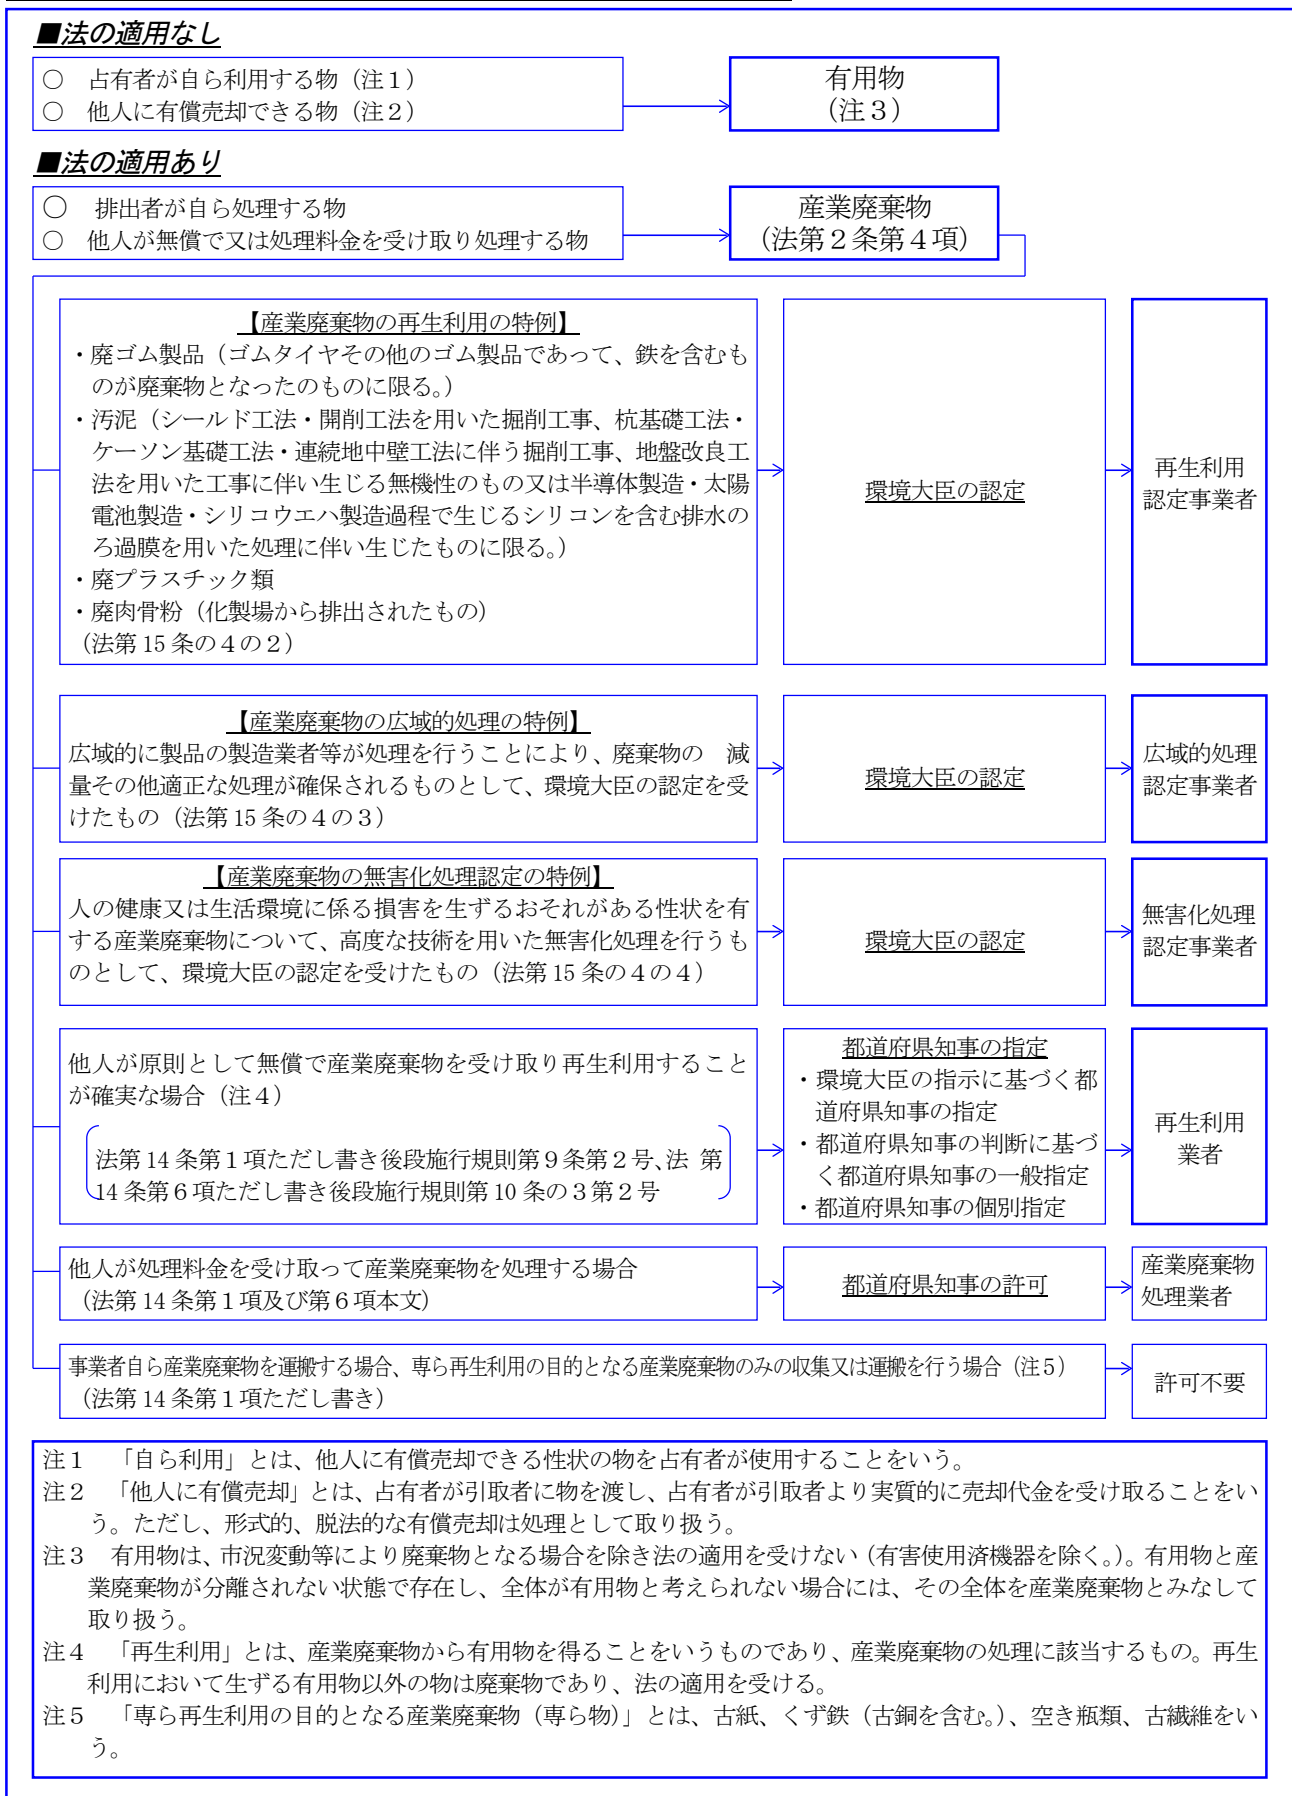 ■法の適用なし
○　占有者が自ら利用する物（注１）
○　他人に有償売却できる物（注２）
有用物
（注３）
■法の適用あり
○　排出者が自ら処理する物
○　他人が無償で又は処理料金を受け取り処理する物
産業廃棄物
（法第２条第４項）
【産業廃棄物の再生利用の特例】
・廃ゴム製品（ゴムタイヤその他のゴム製品であって、鉄を含むも
のが廃棄物となったのものに限る。）
・汚泥（シールド工法・開削工法を用いた掘削工事、杭基礎工法・
ケーソン基礎工法・連続地中壁工法に伴う掘削工事、地盤改良工
法を用いた工事に伴い生じる無機性のもの又は半導体製造・太陽
電池製造・シリコウエハ製造過程で生じるシリコンを含む排水の
ろ過膜を用いた処理に伴い生じたものに限る。）
・廃プラスチック類
・廃肉骨粉（化製場から排出されたもの）
（法第15条の４の２）
環境大臣の認定
再生利用
認定事業者
【産業廃棄物の広域的処理の特例】
広域的に製品の製造業者等が処理を行うことにより、廃棄物の　減
量その他適正な処理が確保されるものとして、環境大臣の認定を受
けたもの（法第15条の４の３）
環境大臣の認定
広域的処理
認定事業者
【産業廃棄物の無害化処理認定の特例】
人の健康又は生活環境に係る損害を生ずるおそれがある性状を有
する産業廃棄物について、高度な技術を用いた無害化処理を行うも
のとして、環境大臣の認定を受けたもの（法第15条の４の４）
環境大臣の認定
無害化処理
認定事業者
他人が原則として無償で産業廃棄物を受け取り再生利用すること
が確実な場合（注４）
法第14条第１項ただし書き後段施行規則第９条第２号、法 第
14条第６項ただし書き後段施行規則第10条の３第２号
都道府県知事の指定
・環境大臣の指示に基づく都
道府県知事の指定
・都道府県知事の判断に基づ
く都道府県知事の一般指定
・都道府県知事の個別指定
再生利用
業者
他人が処理料金を受け取って産業廃棄物を処理する場合
（法第14条第１項及び第６項本文）
都道府県知事の許可
産業廃棄物
処理業者
事業者自ら産業廃棄物を運搬する場合、専ら再生利用の目的となる産業廃棄物のみの収集又は運搬を行う場合（注５）
（法第14条第１項ただし書き）
許可不要
注１　「自ら利用」とは、他人に有償売却できる性状の物を占有者が使用することをいう。
注２　「他人に有償売却」とは、占有者が引取者に物を渡し、占有者が引取者より実質的に売却代金を受け取ることをい
う。ただし、形式的、脱法的な有償売却は処理として取り扱う。
注３　有用物は、市況変動等により廃棄物となる場合を除き法の適用を受けない（有害使用済機器を除く。）。有用物と産
業廃棄物が分離されない状態で存在し、全体が有用物と考えられない場合には、その全体を産業廃棄物とみなして
取り扱う。
注４　「再生利用」とは、産業廃棄物から有用物を得ることをいうものであり、産業廃棄物の処理に該当するもの。再生
利用において生ずる有用物以外の物は廃棄物であり、法の適用を受ける。
注５　「専ら再生利用の目的となる産業廃棄物（専ら物）」とは、古紙、くず鉄（古銅を含む。）、空き瓶類、古繊維をい
う。